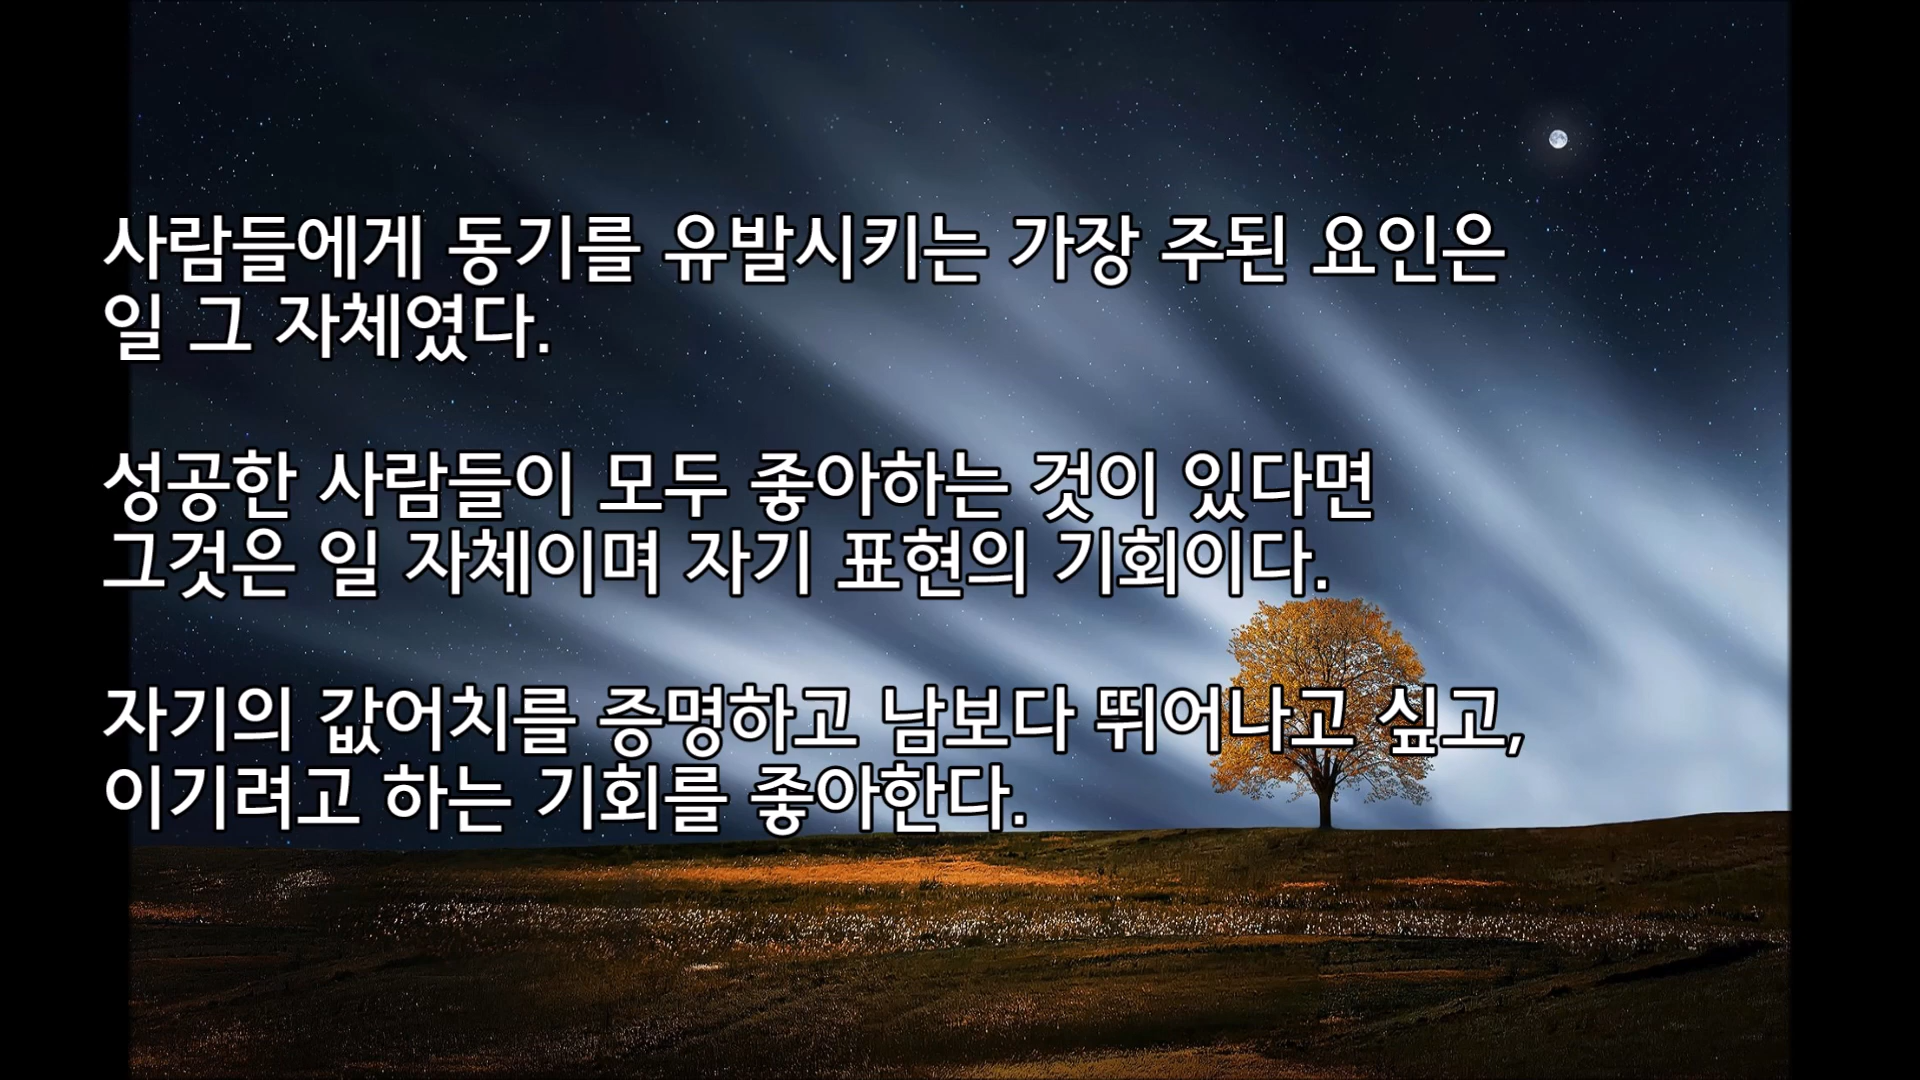 사람들에게 동기를 유발시키는 가장 주된 요인은
일 그 자체였다.
성공한 사람들이 모두 좋아하는 것이 있다면
그것은 일 자체이며 자기 표현의 기회이다.
자기의 값어치를 증명하고 남보다 뛰어나고 싶고,
이기려고 하는 기회를 좋아한다.